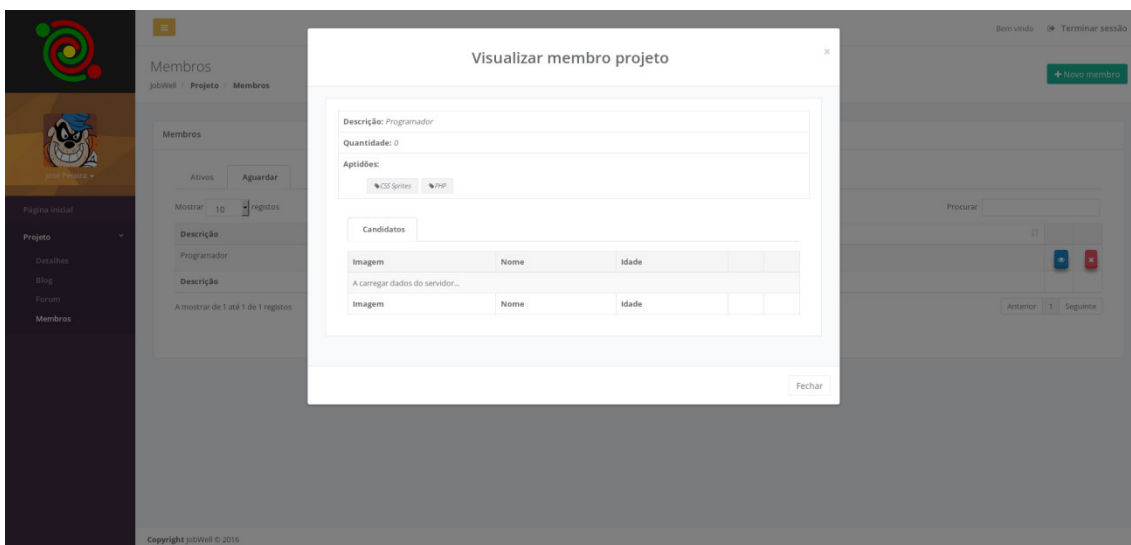 Bem vindo Terminar sessão
Visualizar membro projeto ×
Membros
JobWell / Projeto / Membros
+ Novo membro
Descrição: Programador
Quantidade: 0
Aptidões:
CSS Sprites PHP
Membros
Ativos Aguardar
José Pereira
Mostrar 10 registos
Procurar
Página inicial
Projeto
Detalhes
Blog
Forum
Membros
Descrição
Programador
Descrição
A mostrar de 1 até 1 de 1 registos
Anterior 1 Seguinte
Candidatos
Imagem Nome Idade
A carregar dados do servidor...
Imagem Nome Idade
Fechar
Copyright JobWell © 2016